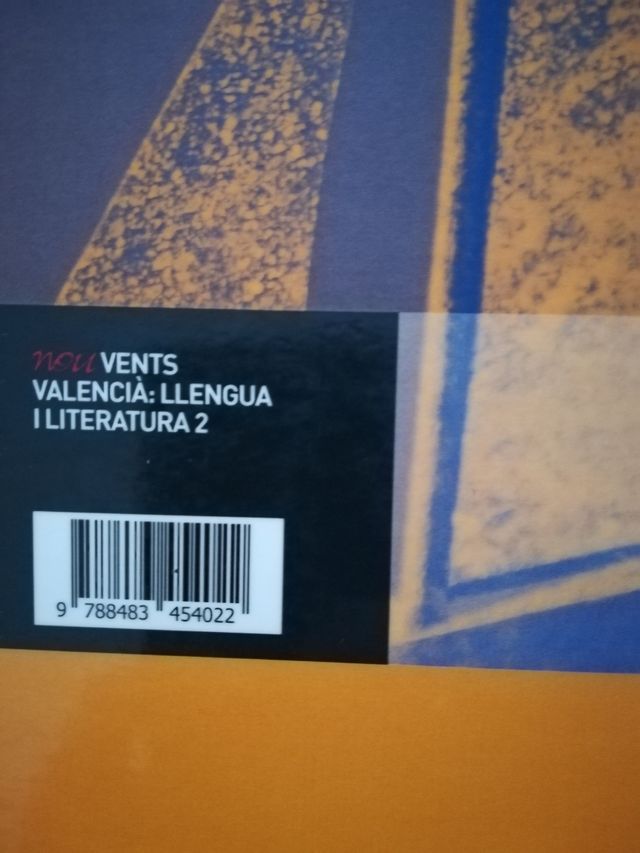 nou VENTS
VALENCIÀ: LLENGUA
I LITERATURA 2
9 788483 454022